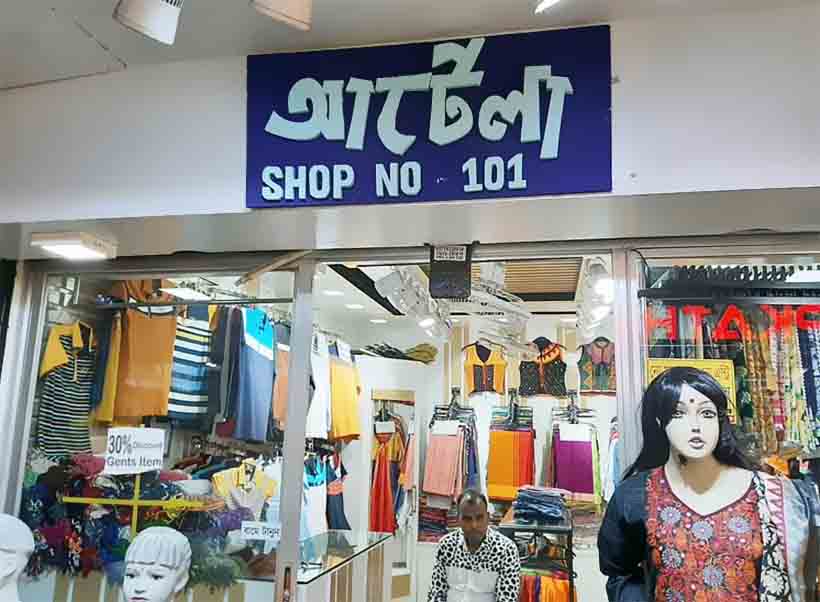 আর্টেলা
SHOP NO 101
30% Discount
Gents Item
বামে টানুন